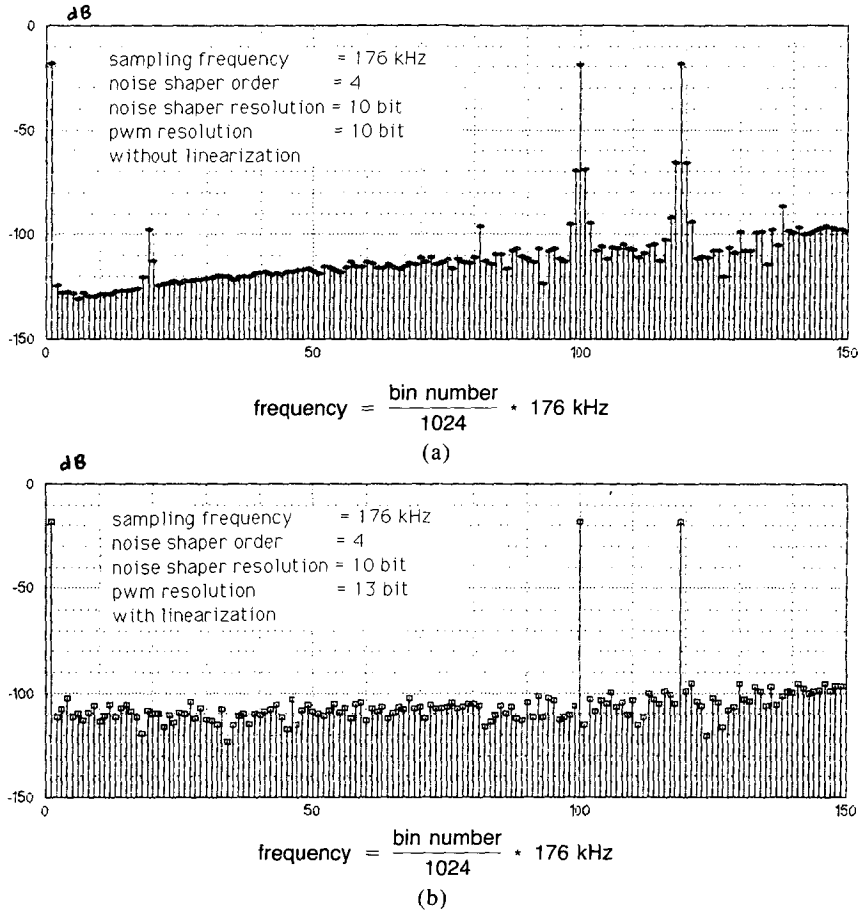 dB
0
sampling frequency = 176 kHz
noise shaper order = 4
noise shaper resolution = 10 bit
pwm resolution = 10 bit
without linearization
-50
-100
-150
0 50 100 150
frequency = bin number / 1024 * 176 kHz
(a)
dB
0
sampling frequency = 176 kHz
noise shaper order = 4
noise shaper resolution = 10 bit
pwm resolution = 13 bit
with linearization
-50
-100
-150
0 50 100 150
frequency = bin number / 1024 * 176 kHz
(b)